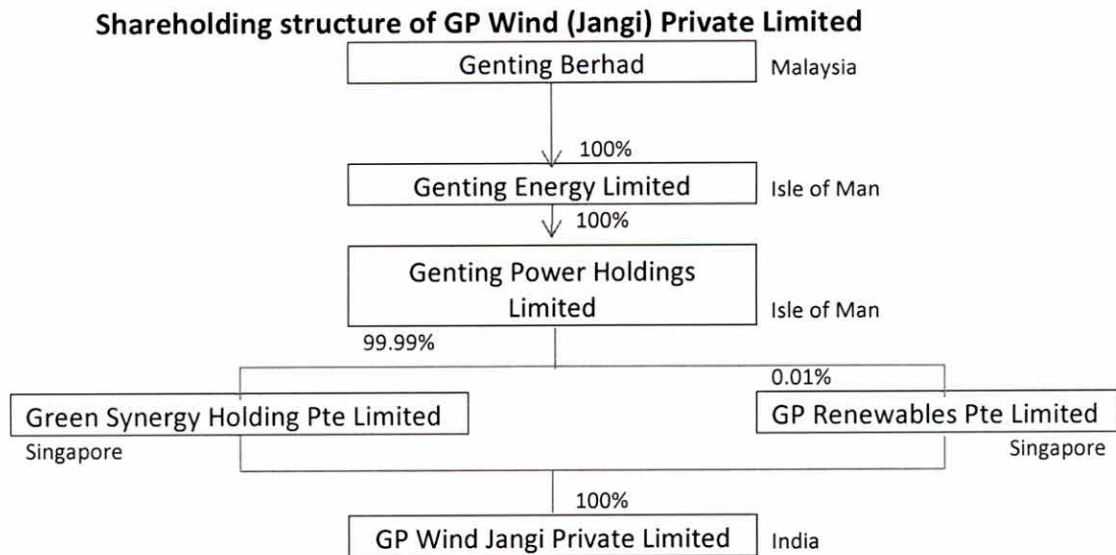 Shareholding structure of GP Wind (Jangi) Private Limited
Genting Berhad
Malaysia
100%
Genting Energy Limited
Isle of Man
100%
Genting Power Holdings
Limited
Isle of Man
99.99%
0.01%
Green Synergy Holding Pte Limited
GP Renewables Pte Limited
Singapore
Singapore
100%
GP Wind Jangi Private Limited
India